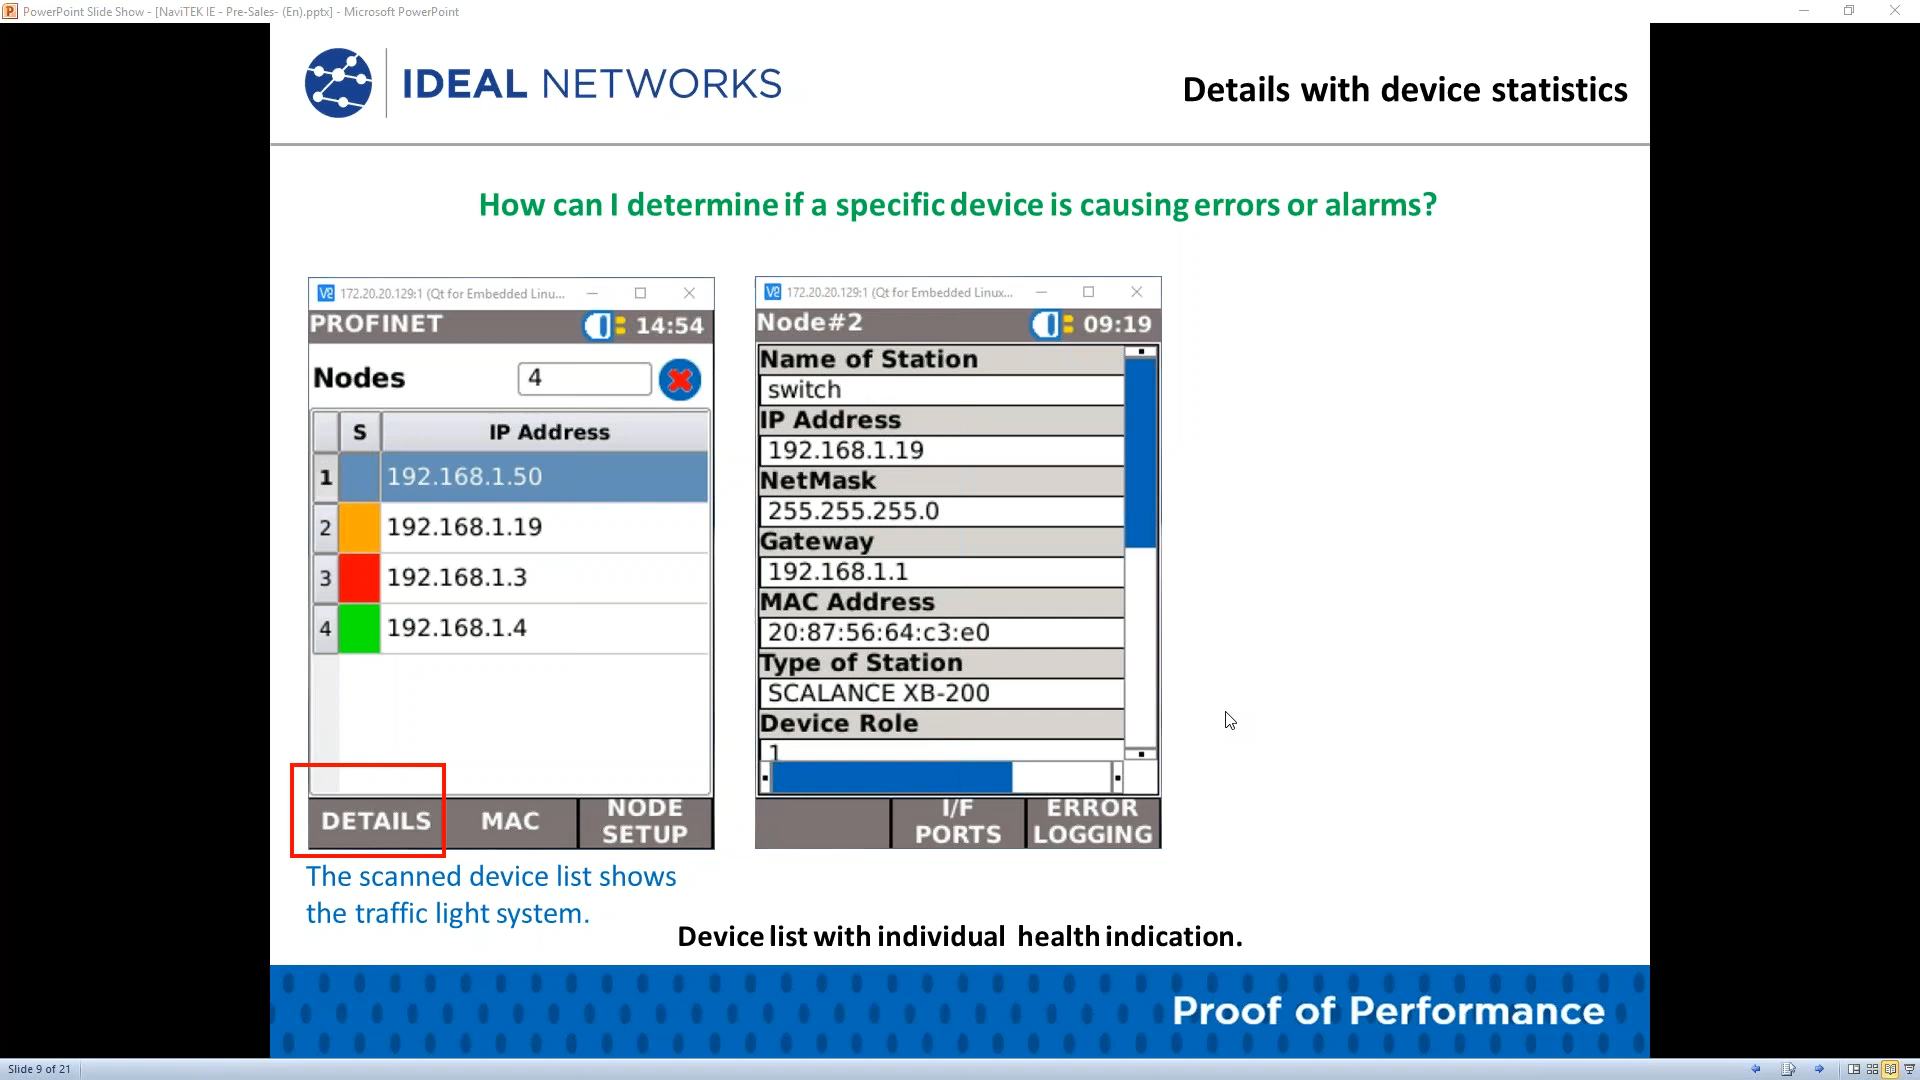 PowerPoint Slide Show - [NaviTEK IE - Pre-Sales- (En).pptx] - Microsoft PowerPoint
IDEAL NETWORKS
Details with device statistics
How can I determine if a specific device is causing errors or alarms?
172.20.20.129:1 (Qt for Embedded Linu...
PROFINET 14:54
Nodes 4
S IP Address
1 192.168.1.50
2 192.168.1.19
3 192.168.1.3
4 192.168.1.4
DETAILS MAC NODE SETUP
172.20.20.129:1 (Qt for Embedded Linux...
Node#2 09:19
Name of Station
switch
IP Address
192.168.1.19
NetMask
255.255.255.0
Gateway
192.168.1.1
MAC Address
20:87:56:64:c3:e0
Type of Station
SCALANCE XB-200
Device Role
1
I/F PORTS ERROR LOGGING
The scanned device list shows
the traffic light system.
Device list with individual health indication.
Proof of Performance
Slide 9 of 21